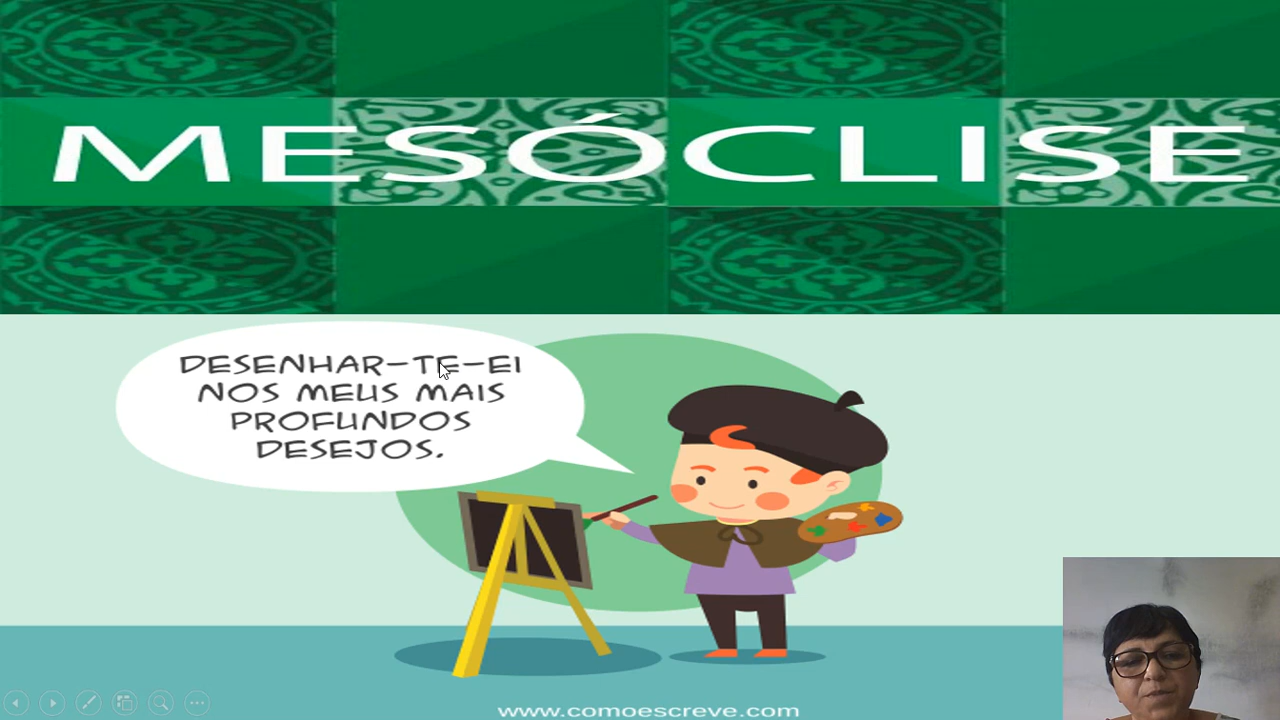 MESÓCLISE
DESENHAR-TE-EI
NOS MEUS MAIS
PROFUNDOS
DESEJOS.
www.comoescreve.com